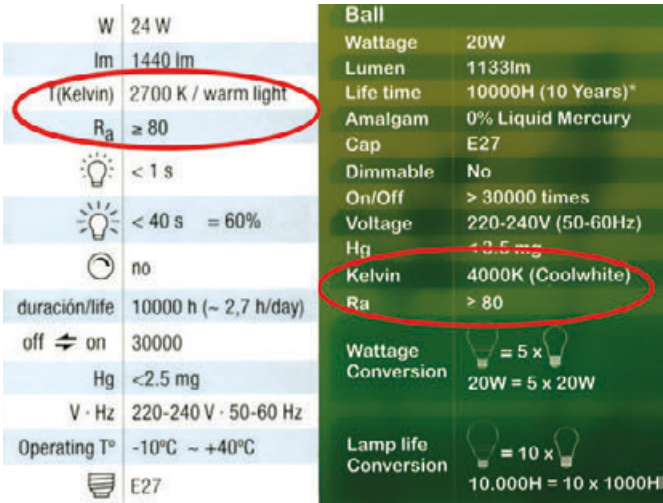 W 24 W
lm 1440 lm
T(Kelvin) 2700 K / warm light
Ra ≥ 80
< 1 s
< 40 s = 60%
no
duración/life 10000 h (~ 2,7 h/day)
off ⇌ on 30000
Hg <2.5 mg
V · Hz 220-240 V · 50-60 Hz
Operating Tº -10ºC ~ +40ºC
E27
Ball
Wattage 20W
Lumen 1133lm
Life time 10000H (10 Years)*
Amalgam 0% Liquid Mercury
Cap E27
Dimmable No
On/Off > 30000 times
Voltage 220-240V (50-60Hz)
Hg < 3.5 mg
Kelvin 4000K (Coolwhite)
Ra ≥ 80
Wattage Conversion = 5 x
20W = 5 x 20W
Lamp life Conversion = 10 x
10.000H = 10 x 1000H